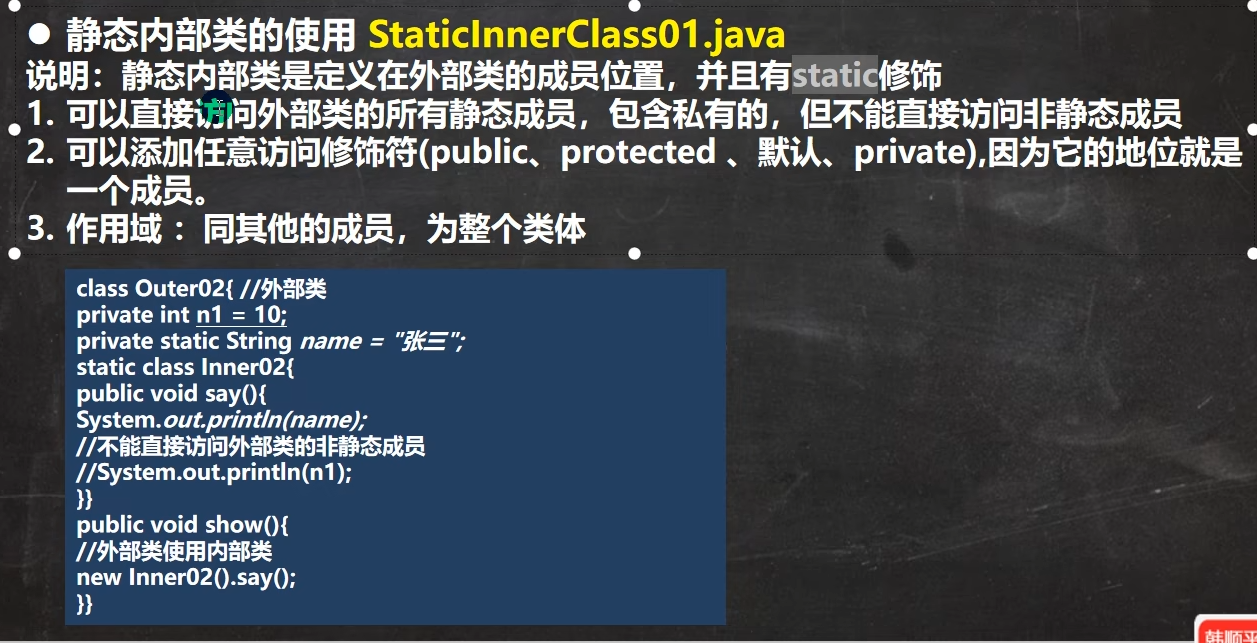 ● 静态内部类的使用 StaticInnerClass01.java
说明：静态内部类是定义在外部类的成员位置，并且有static修饰
1. 可以直接访问外部类的所有静态成员，包含私有的，但不能直接访问非静态成员
2. 可以添加任意访问修饰符(public、protected 、默认、private),因为它的地位就是
一个成员。
3. 作用域 ：同其他的成员，为整个类体
class Outer02{ //外部类
private int n1 = 10;
private static String name = "张三";
static class Inner02{
public void say(){
System.out.println(name);
//不能直接访问外部类的非静态成员
//System.out.println(n1);
}}
public void show(){
//外部类使用内部类
new Inner02().say();
}}
韩顺平